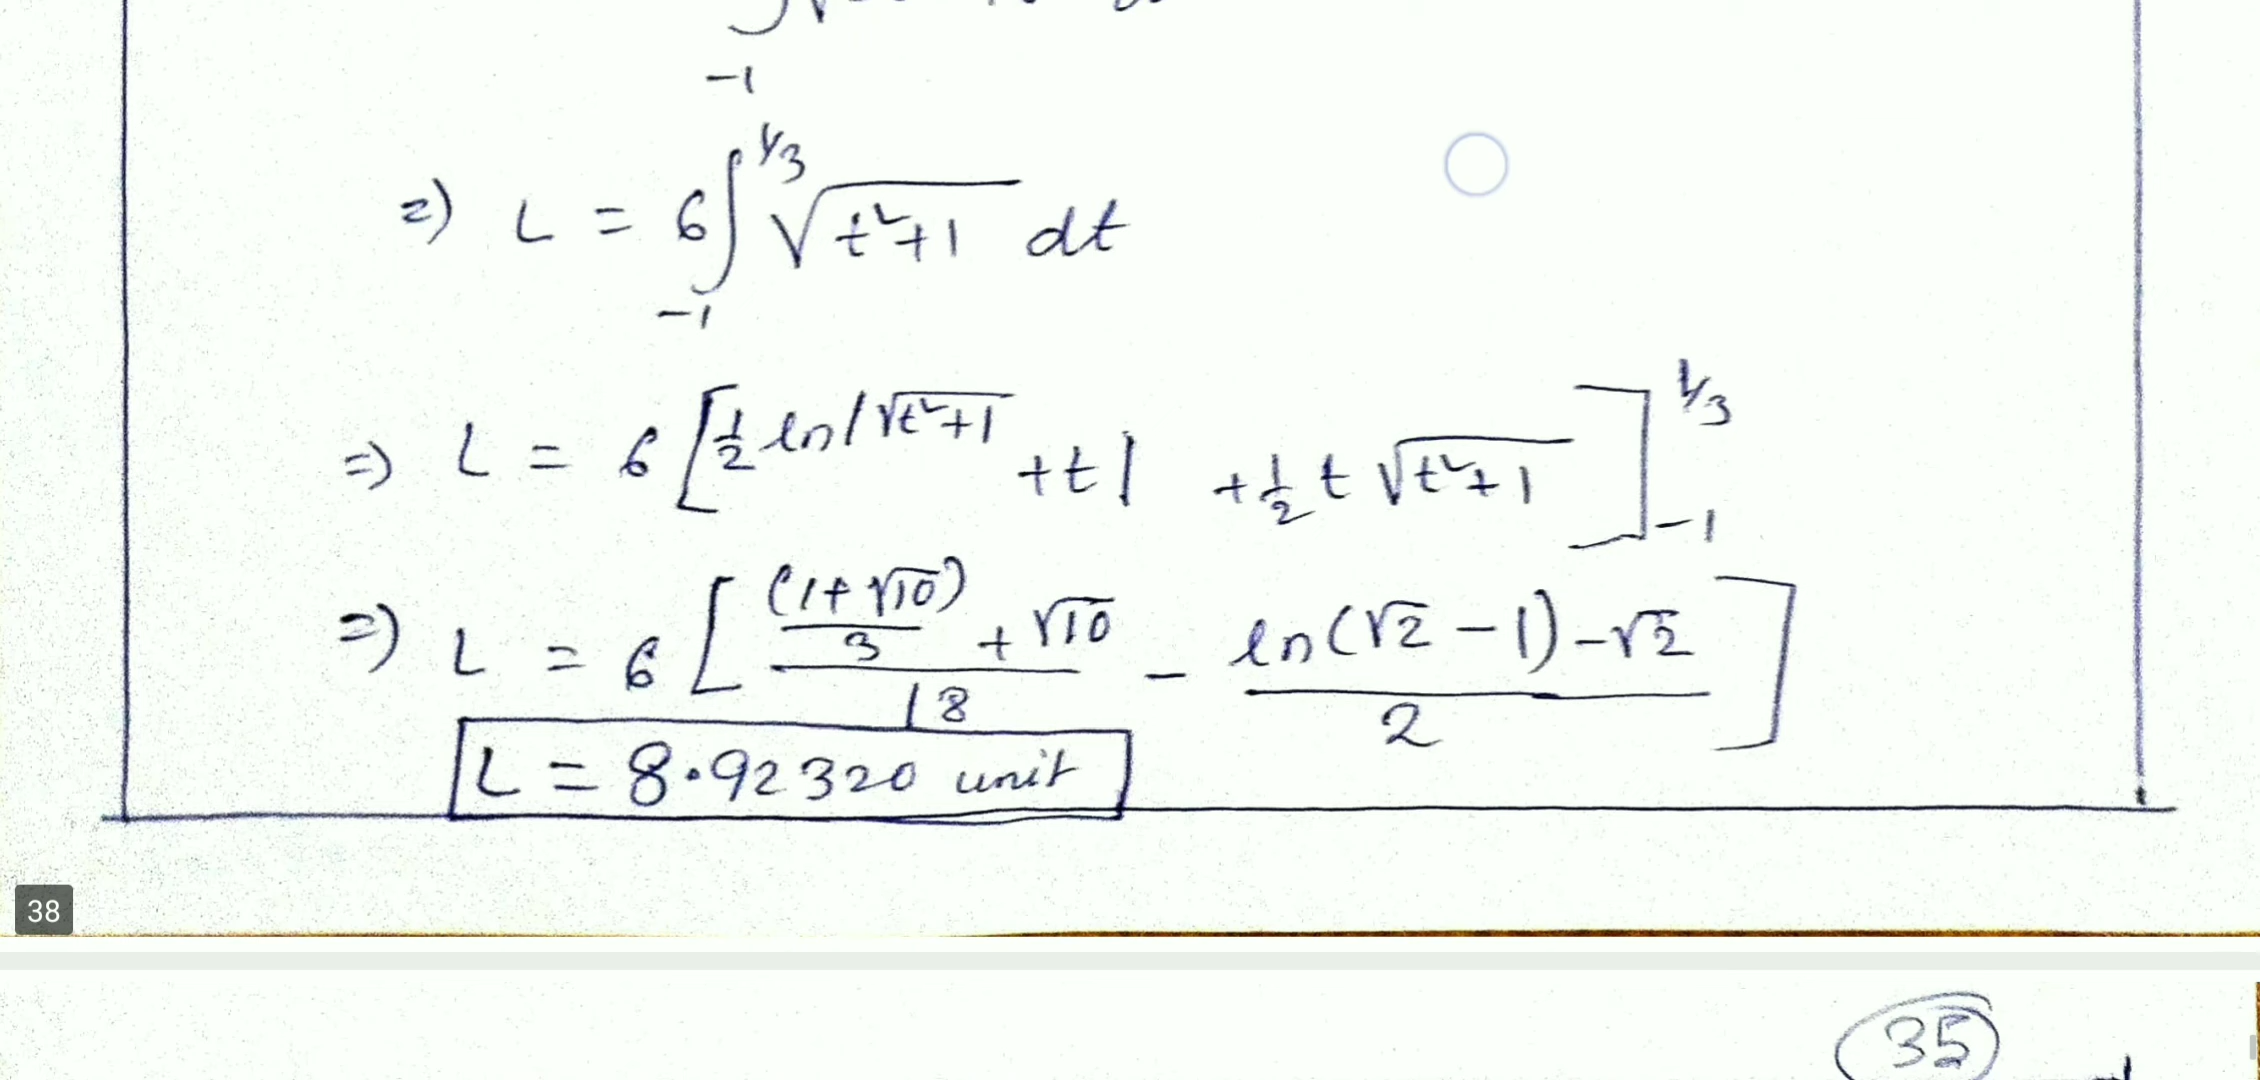 -1
=) L = 6∫_{-1}^{1/3} √(t²+1) dt
=) L = 6 [ 1/2 ln|√(t²+1) + t| + 1/2 t √(t²+1) ]_{-1}^{1/3}
=) L = 6 [ ((1+√10)/3 + √10)/18 - (ln(√2-1)-√2)/2 ]
L = 8.92320 unit
38
35